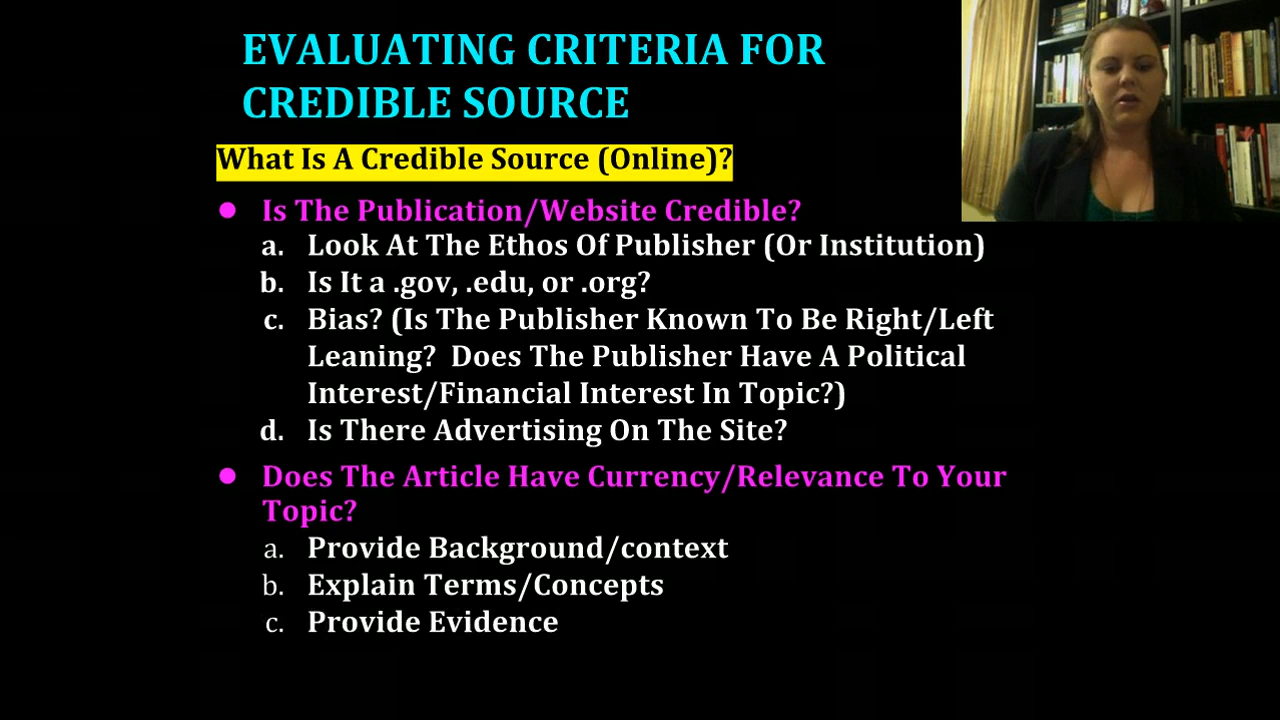 EVALUATING CRITERIA FOR
CREDIBLE SOURCE
What Is A Credible Source (Online)?
● Is The Publication/Website Credible?
a. Look At The Ethos Of Publisher (Or Institution)
b. Is It a .gov, .edu, or .org?
c. Bias? (Is The Publisher Known To Be Right/Left
Leaning? Does The Publisher Have A Political
Interest/Financial Interest In Topic?)
d. Is There Advertising On The Site?
● Does The Article Have Currency/Relevance To Your
Topic?
a. Provide Background/context
b. Explain Terms/Concepts
c. Provide Evidence